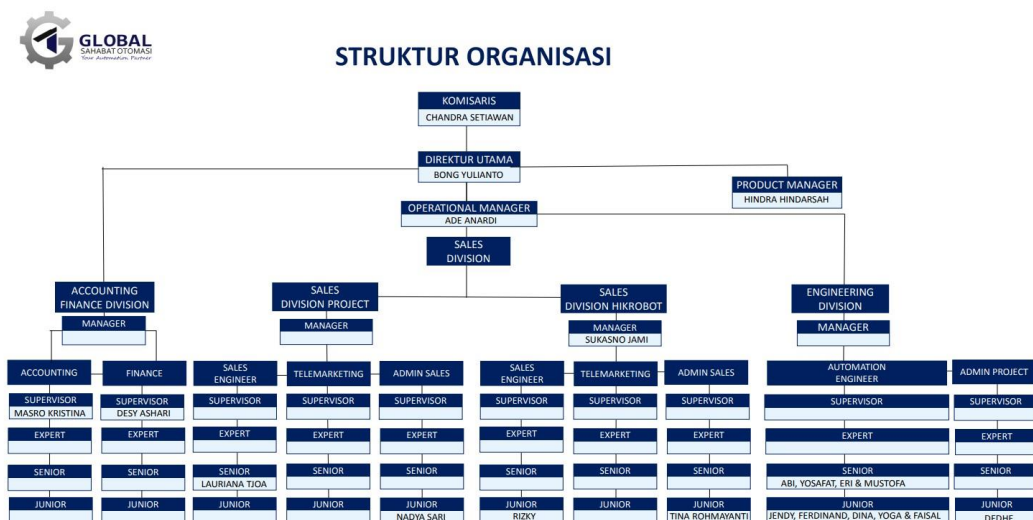 GLOBAL
SAHABAT OTOMASI
Your Automation Partner
STRUKTUR ORGANISASI
KOMISARIS
CHANDRA SETIAWAN
DIREKTUR UTAMA
BONG YULIANTO
PRODUCT MANAGER
HINDRA HINDARSAH
OPERATIONAL MANAGER
ADE ANARDI
SALES
DIVISION
ACCOUNTING
FINANCE DIVISION
MANAGER
SALES
DIVISION PROJECT
MANAGER
SALES
DIVISION HIKROBOT
MANAGER
SUKASNO JAMI
ENGINEERING
DIVISION
MANAGER
ACCOUNTING
SUPERVISOR
MASRO KRISTINA
EXPERT
SENIOR
JUNIOR
FINANCE
SUPERVISOR
DESY ASHARI
EXPERT
SENIOR
JUNIOR
SALES
ENGINEER
SUPERVISOR
EXPERT
SENIOR
LAURIANA TJOA
JUNIOR
TELEMARKETING
SUPERVISOR
EXPERT
SENIOR
JUNIOR
ADMIN SALES
SUPERVISOR
EXPERT
SENIOR
JUNIOR
NADYA SARI
SALES
ENGINEER
SUPERVISOR
EXPERT
SENIOR
JUNIOR
RIZKY
TELEMARKETING
SUPERVISOR
EXPERT
SENIOR
JUNIOR
ADMIN SALES
SUPERVISOR
EXPERT
SENIOR
JUNIOR
TINA ROHMAYANTI
AUTOMATION
ENGINEER
SUPERVISOR
EXPERT
SENIOR
ABI, YOSAFAT, ERI & MUSTOFA
JUNIOR
JENDY, FERDINAND, DINA, YOGA & FAISAL
ADMIN PROJECT
SUPERVISOR
EXPERT
SENIOR
JUNIOR
DEDHE